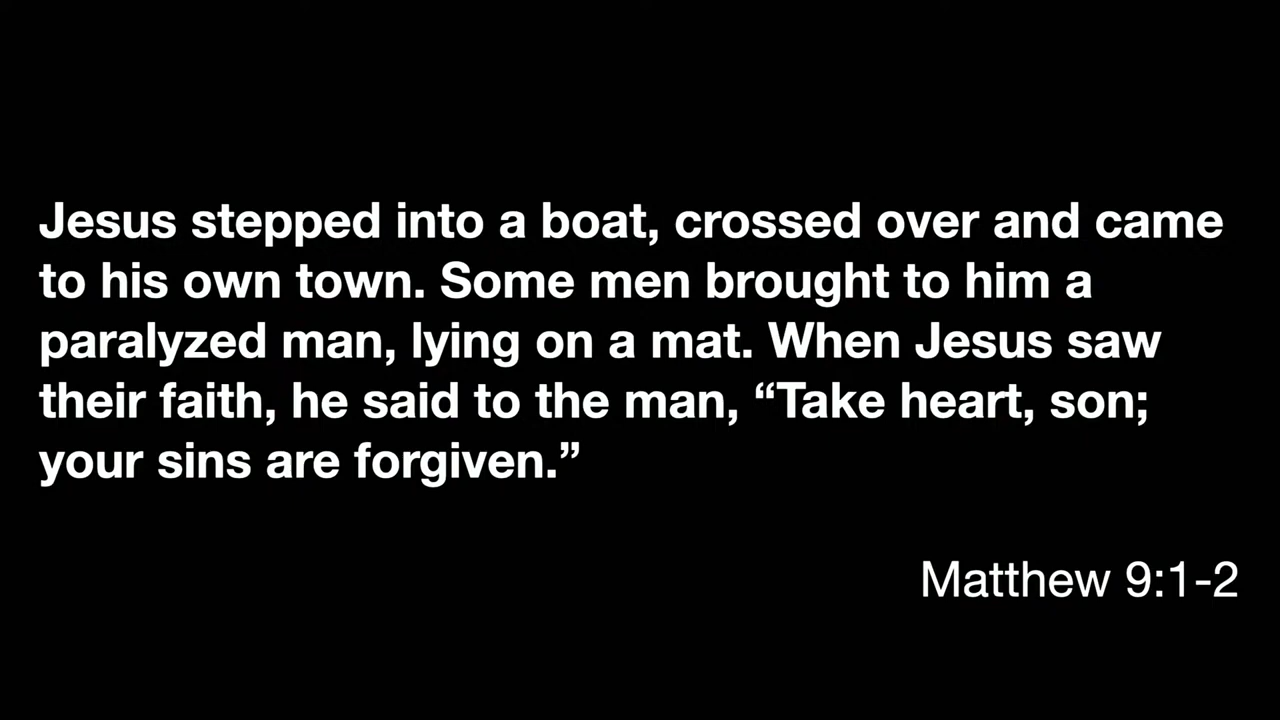 Jesus stepped into a boat, crossed over and came
to his own town. Some men brought to him a
paralyzed man, lying on a mat. When Jesus saw
their faith, he said to the man, “Take heart, son;
your sins are forgiven.”
Matthew 9:1-2